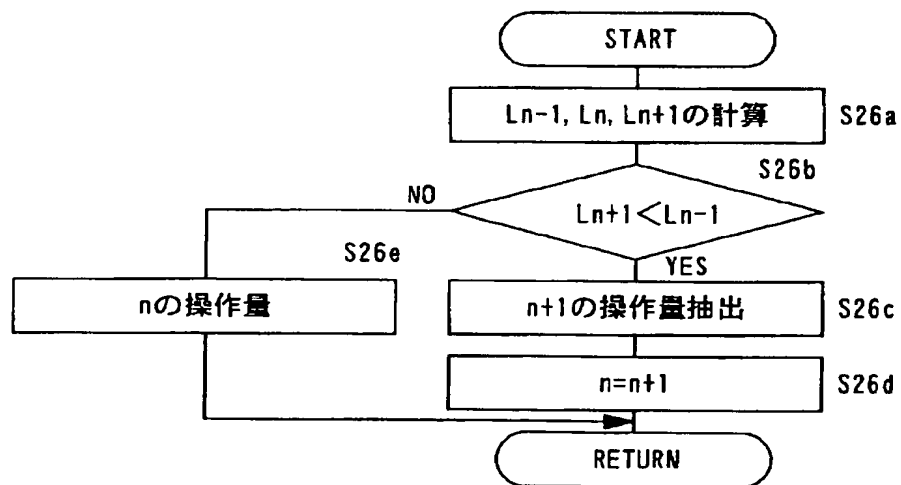 START
Ln-1, Ln, Ln+1の計算
S26a
S26b
NO
Ln+1<Ln-1
S26e
YES
nの操作量
n+1の操作量抽出
S26c
n=n+1
S26d
RETURN